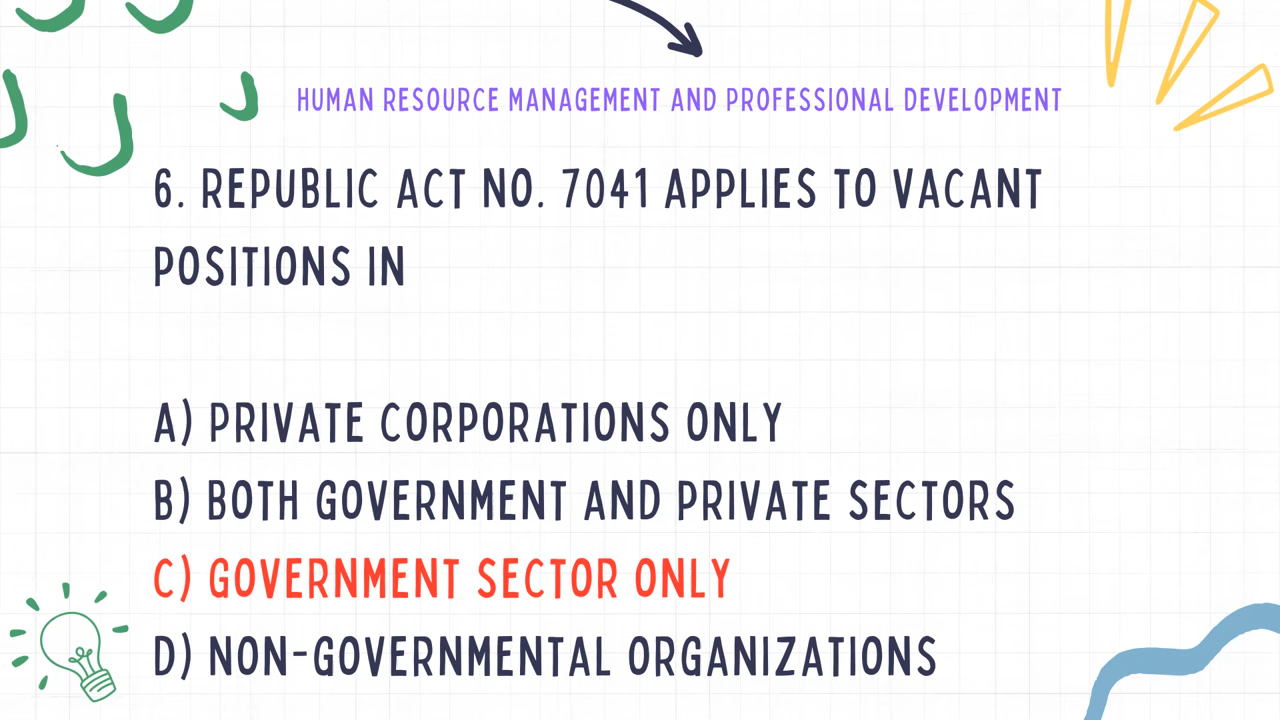 HUMAN RESOURCE MANAGEMENT AND PROFESSIONAL DEVELOPMENT
6. REPUBLIC ACT NO. 7041 APPLIES TO VACANT
POSITIONS IN
A) PRIVATE CORPORATIONS ONLY
B) BOTH GOVERNMENT AND PRIVATE SECTORS
C) GOVERNMENT SECTOR ONLY
D) NON-GOVERNMENTAL ORGANIZATIONS